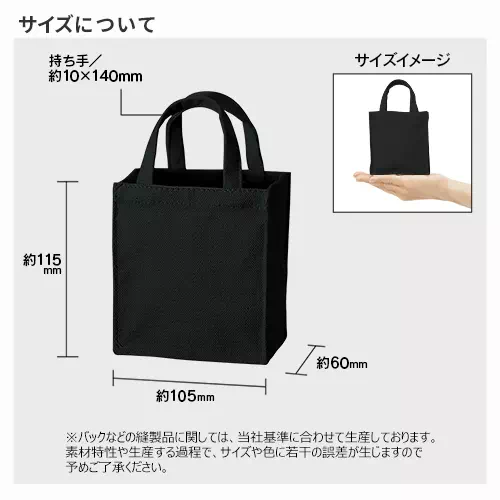 サイズについて
持ち手／
約10×140mm
サイズイメージ
約115
mm
約60mm
約105mm
※バックなどの縫製品に関しては、当社基準に合わせて生産しております。
素材特性や生産する過程で、サイズや色に若干の誤差が生じますので
予めご了承ください。